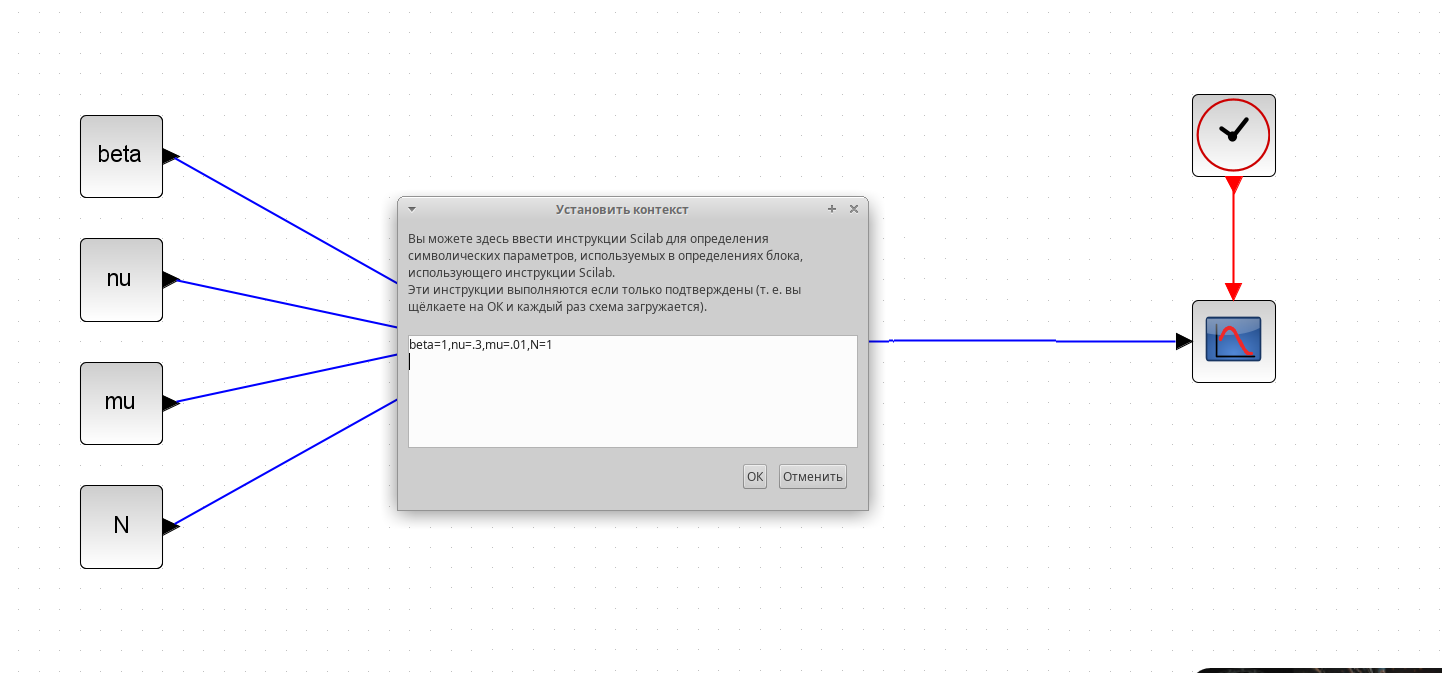 beta
nu
mu
N
Установить контекст
Вы можете здесь ввести инструкции Scilab для определения
символических параметров, используемых в определениях блока,
использующего инструкции Scilab.
Эти инструкции выполняются если только подтверждены (т. е. вы
щёлкаете на ОК и каждый раз схема загружается).
beta=1,nu=.3,mu=.01,N=1
ОК
Отменить